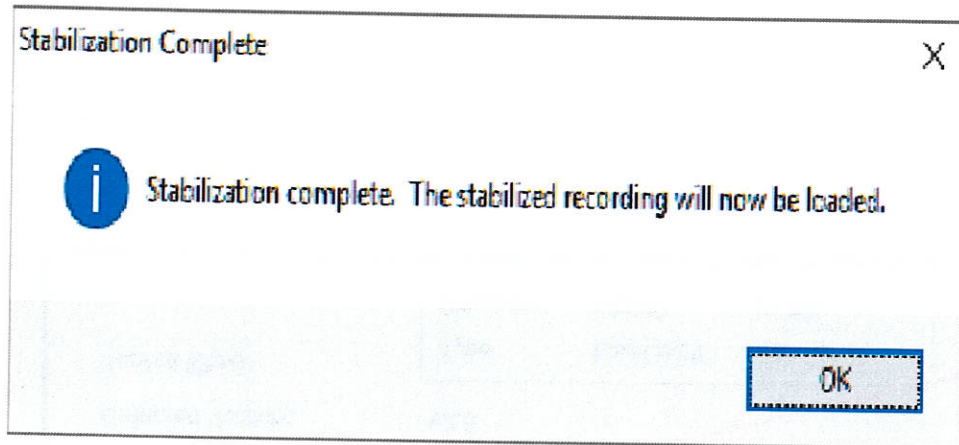 Stabilization Complete
Stabilization complete. The stabilized recording will now be loaded.
OK